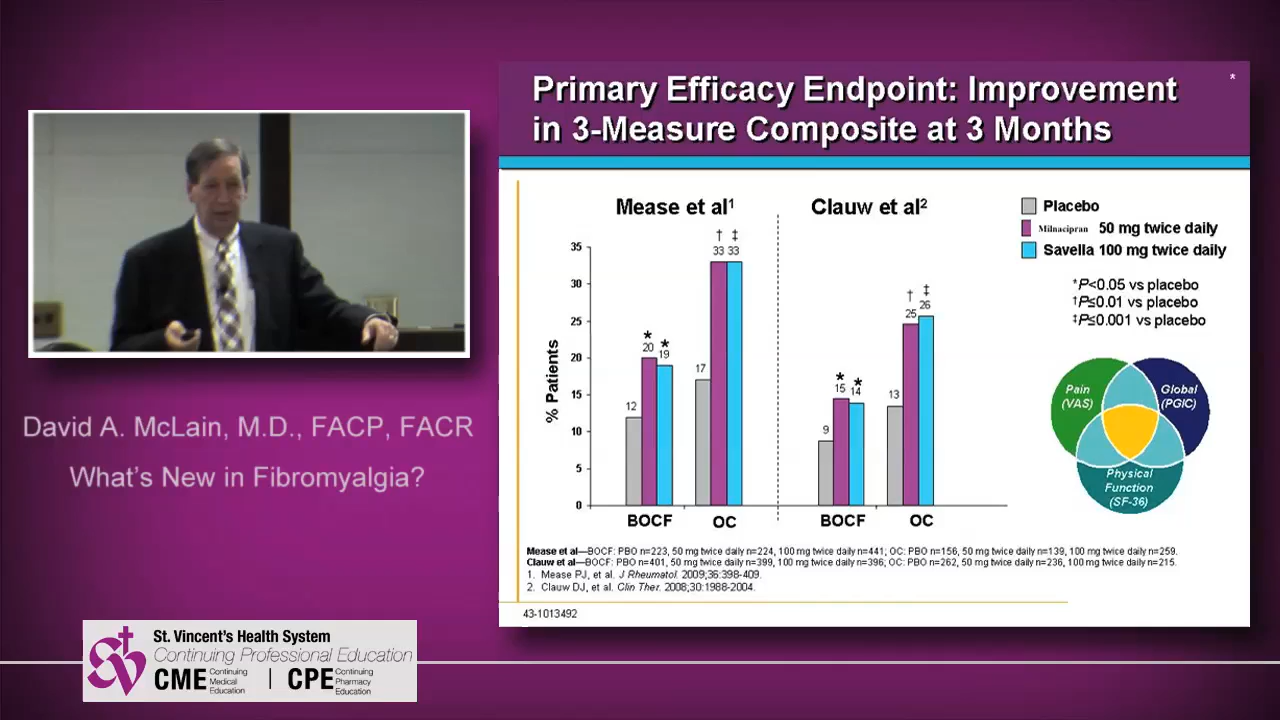 Primary Efficacy Endpoint: Improvement
in 3-Measure Composite at 3 Months
*
Mease et al1
Clauw et al2
Placebo
Milnacipran 50 mg twice daily
Savella 100 mg twice daily
*P<0.05 vs placebo
†P≤0.01 vs placebo
‡P≤0.001 vs placebo
% Patients
35
30
25
20
15
10
5
0
12
* 20
* 19
17
† 33
‡ 33
9
* 15
* 14
13
† 25
‡ 26
BOCF
OC
BOCF
OC
Pain
(VAS)
Global
(PGIC)
Physical
Function
(SF-36)
Mease et al—BOCF: PBO n=223, 50 mg twice daily n=224, 100 mg twice daily n=441; OC: PBO n=156, 50 mg twice daily n=139, 100 mg twice daily n=259.
Clauw et al—BOCF: PBO n=401, 50 mg twice daily n=399, 100 mg twice daily n=396; OC: PBO n=262, 50 mg twice daily n=236, 100 mg twice daily n=215.
1. Mease PJ, et al. J Rheumatol. 2009;36:398-409.
2. Clauw DJ, et al. Clin Ther. 2008;30:1988-2004.
43-1013492
David A. McLain, M.D., FACP, FACR
What's New in Fibromyalgia?
St. Vincent's Health System
Continuing Professional Education
CME Continuing Medical Education | CPE Continuing Pharmacy Education